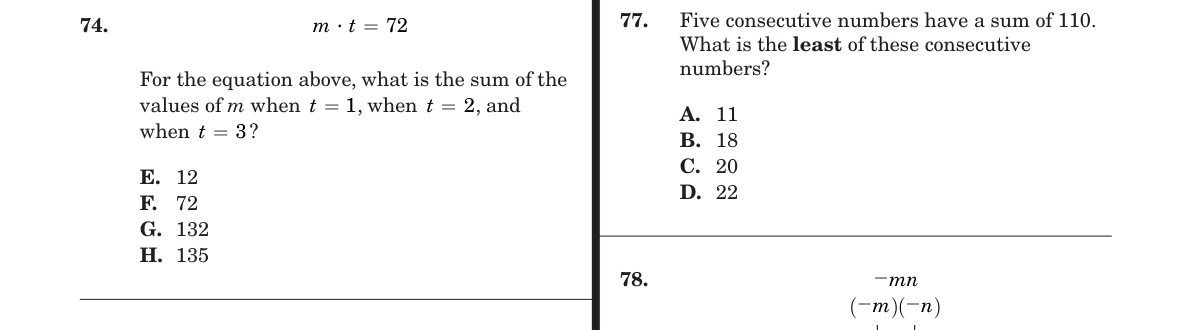 74.
m · t = 72
For the equation above, what is the sum of the
values of m when t = 1, when t = 2, and
when t = 3?
E. 12
F. 72
G. 132
H. 135
77. Five consecutive numbers have a sum of 110.
What is the least of these consecutive
numbers?
A. 11
B. 18
C. 20
D. 22
78.
−mn
(−m)(−n)